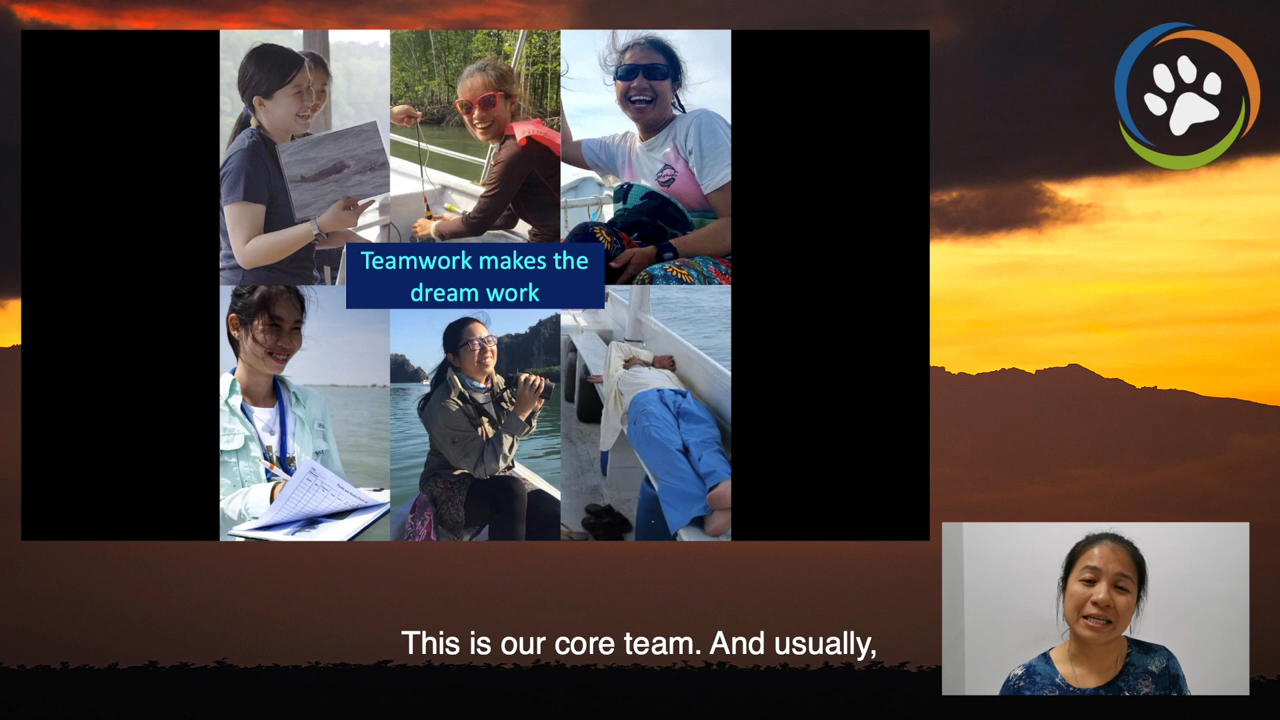 Teamwork makes the
dream work
This is our core team. And usually,